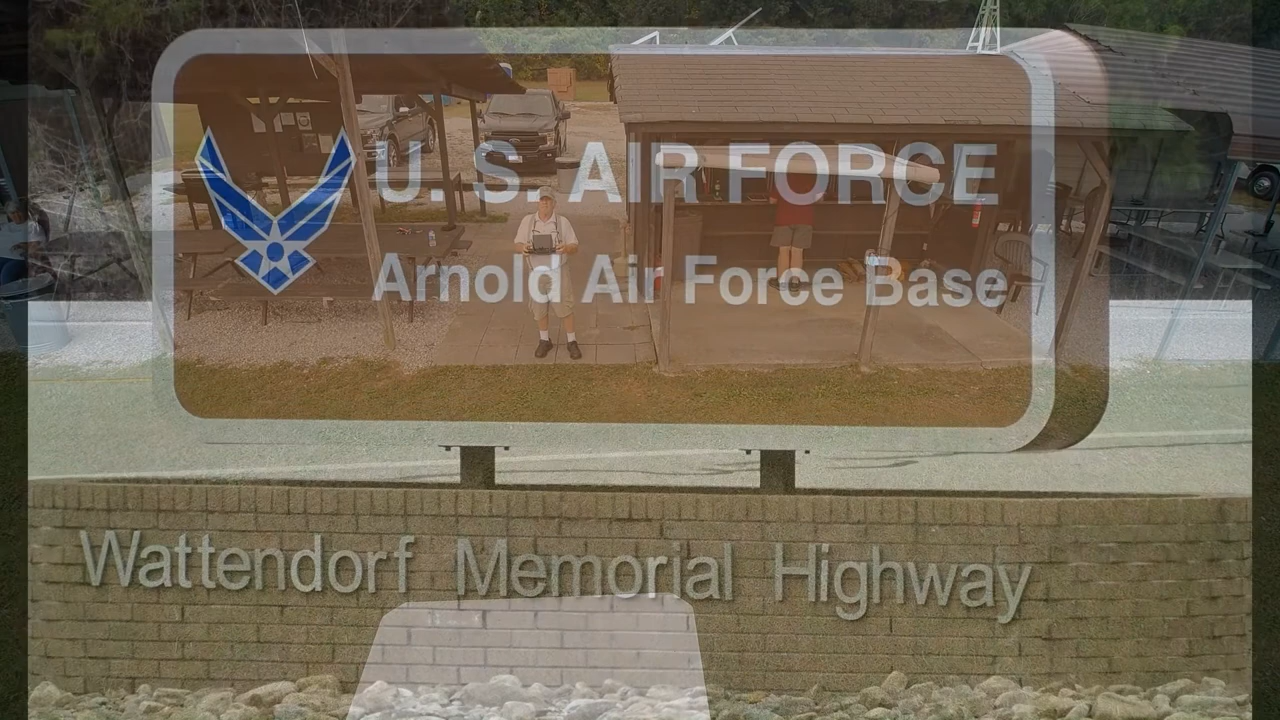 U. S. AIR FORCE
Arnold Air Force Base
Wattendorf Memorial Highway